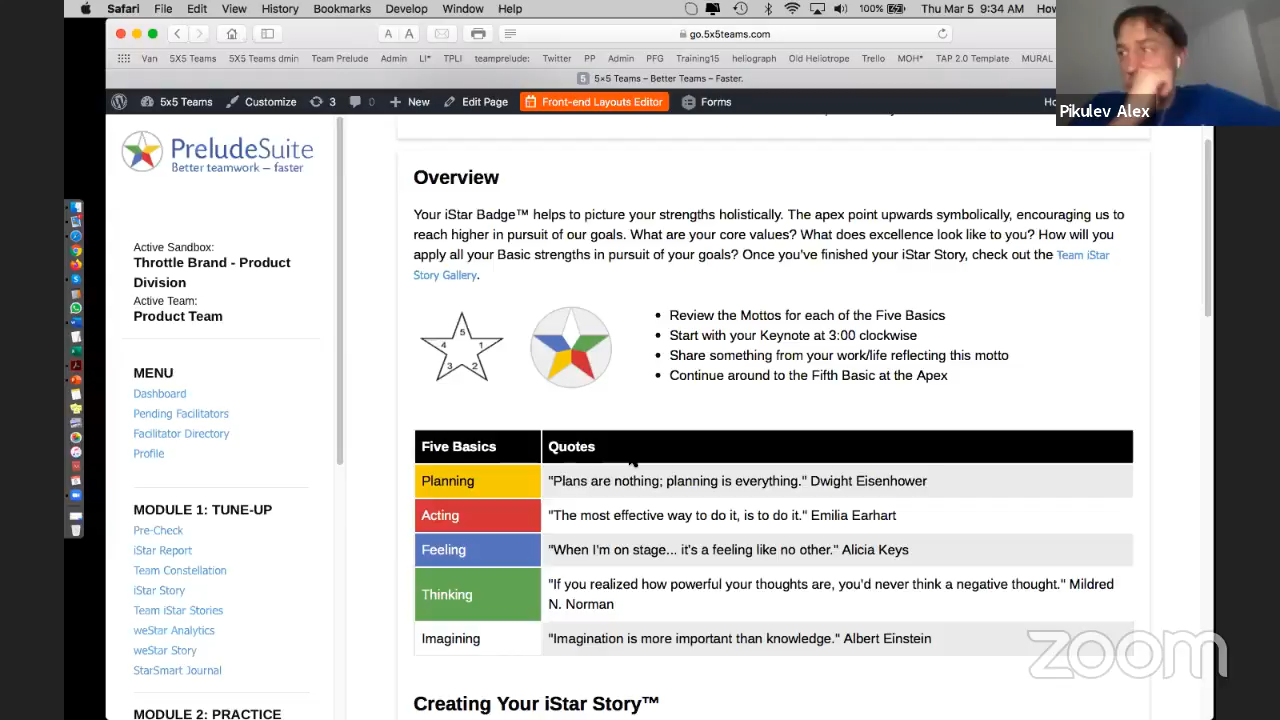 Safari File Edit View History Bookmarks Develop Window Help 100% Thu Mar 5 9:34 AM How
A A go.5x5teams.com
Van 5X5 Teams 5X5 Teams dmin Team Prelude Admin LI* TPLI teamprelude: Twitter PP Admin PFG Training15 heliograph Old Heliotrope Trello MOH* TAP 2.0 Template MURAL
5 5×5 Teams – Better Teams – Faster.
Pikulev Alex
5x5 Teams Customize 3 0 New Edit Page Front-end Layouts Editor Forms Ho
PreludeSuite
Better teamwork – faster
Active Sandbox:
Throttle Brand - Product
Division
Active Team:
Product Team
MENU
Dashboard
Pending Facilitators
Facilitator Directory
Profile
MODULE 1: TUNE-UP
Pre-Check
iStar Report
Team Constellation
iStar Story
Team iStar Stories
weStar Analytics
weStar Story
StarSmart Journal
MODULE 2: PRACTICE
Overview
Your iStar Badge™ helps to picture your strengths holistically. The apex point upwards symbolically, encouraging us to
reach higher in pursuit of our goals. What are your core values? What does excellence look like to you? How will you
apply all your Basic strengths in pursuit of your goals? Once you've finished your iStar Story, check out the Team iStar
Story Gallery.
5
4 1
3 2
Review the Mottos for each of the Five Basics
Start with your Keynote at 3:00 clockwise
Share something from your work/life reflecting this motto
Continue around to the Fifth Basic at the Apex
Five Basics Quotes
Planning "Plans are nothing; planning is everything." Dwight Eisenhower
Acting "The most effective way to do it, is to do it." Emilia Earhart
Feeling "When I'm on stage... it's a feeling like no other." Alicia Keys
Thinking "If you realized how powerful your thoughts are, you'd never think a negative thought." Mildred
N. Norman
Imagining "Imagination is more important than knowledge." Albert Einstein
Creating Your iStar Story™
zoom